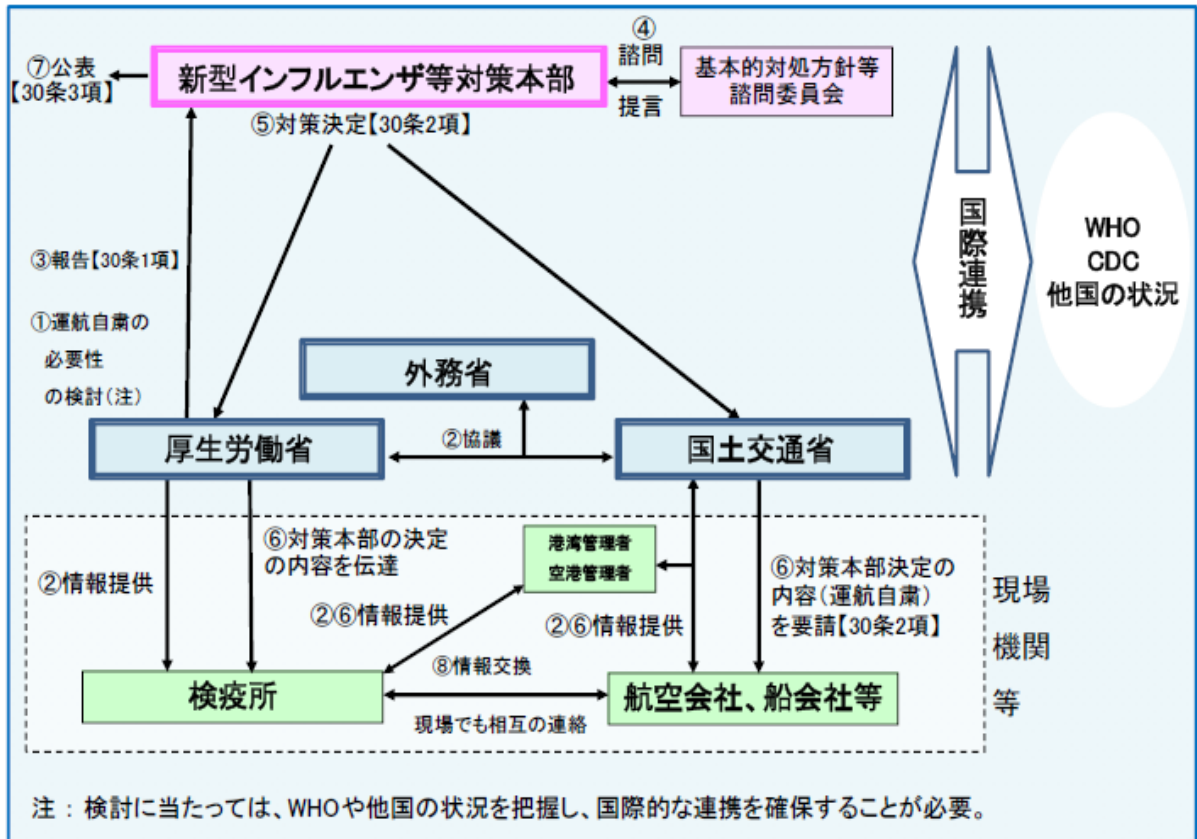 ⑦公表
【30条3項】
新型インフルエンザ等対策本部
④
諮問
提言
基本的対処方針等
諮問委員会
⑤対策決定【30条2項】
③報告【30条1項】
①運航自粛の
必要性
の検討（注）
国際連携
WHO
CDC
他国の状況
外務省
厚生労働省
②協議
国土交通省
②情報提供
⑥対策本部の決定
の内容を伝達
港湾管理者
空港管理者
②⑥情報提供
②⑥情報提供
⑥対策本部決定の
内容（運航自粛）
を要請【30条2項】
現場
機関
等
⑧情報交換
検疫所
航空会社、船会社等
現場でも相互の連絡
注 ： 検討に当たっては、WHOや他国の状況を把握し、国際的な連携を確保することが必要。